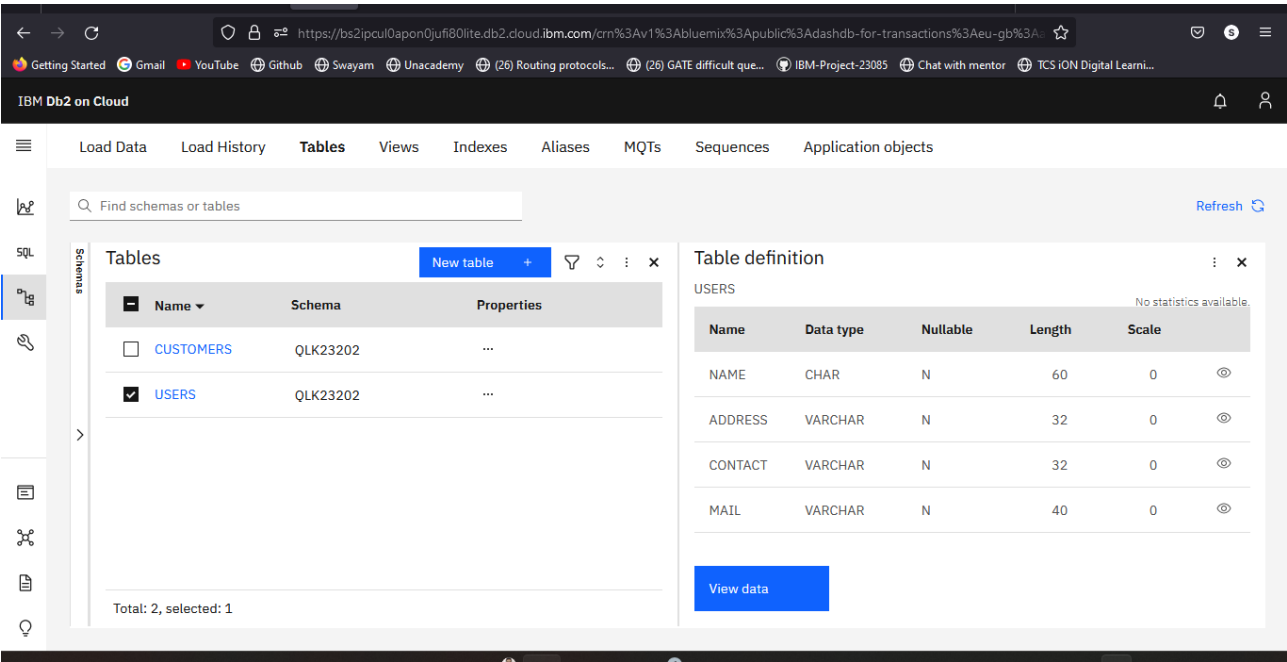 https://bs2ipcul0apon0jufi80lite.db2.cloud.ibm.com/crn%3Av1%3Abluemix%3Apublic%3Adashdb-for-transactions%3Aeu-gb%3Aa
S
Getting Started Gmail YouTube Github Swayam Unacademy (26) Routing protocols... (26) GATE difficult que... IBM-Project-23085 Chat with mentor TCS iON Digital Learni...
IBM Db2 on Cloud
Load Data Load History Tables Views Indexes Aliases MQTs Sequences Application objects
Find schemas or tables
Refresh
SQL
Schemas
Tables
New table +
Name Schema Properties
CUSTOMERS QLK23202 ...
USERS QLK23202 ...
Total: 2, selected: 1
Table definition
USERS
No statistics available.
Name Data type Nullable Length Scale
NAME CHAR N 60 0
ADDRESS VARCHAR N 32 0
CONTACT VARCHAR N 32 0
MAIL VARCHAR N 40 0
View data